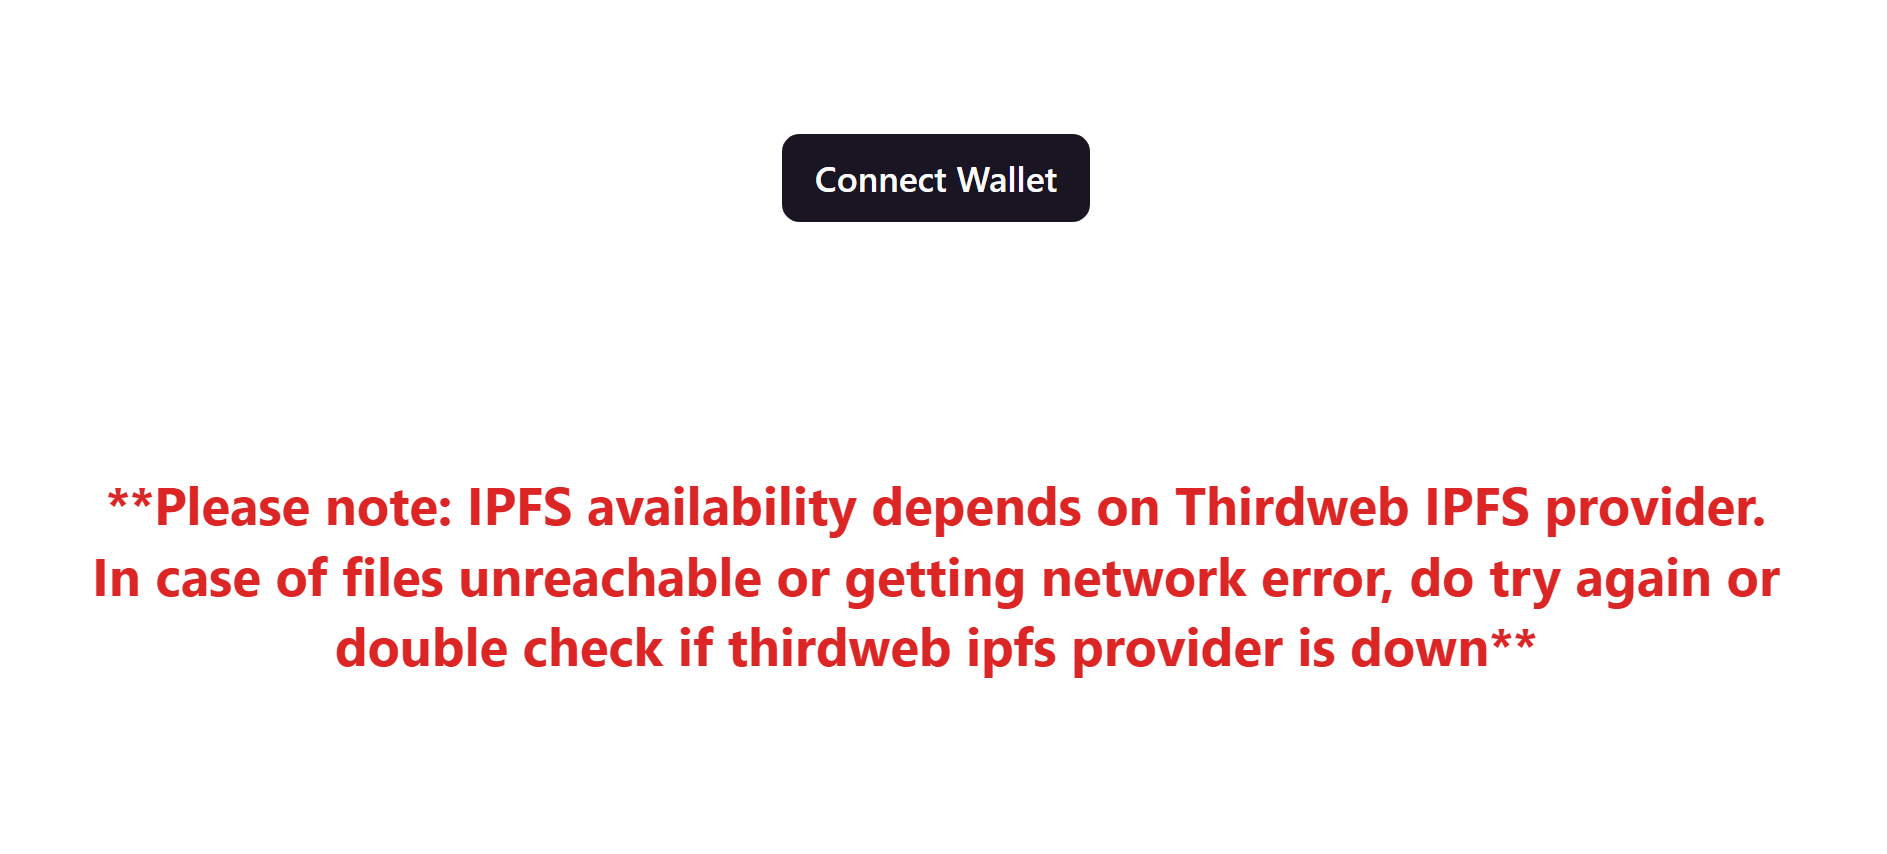 Connect Wallet
**Please note: IPFS availability depends on Thirdweb IPFS provider.
In case of files unreachable or getting network error, do try again or
double check if thirdweb ipfs provider is down**